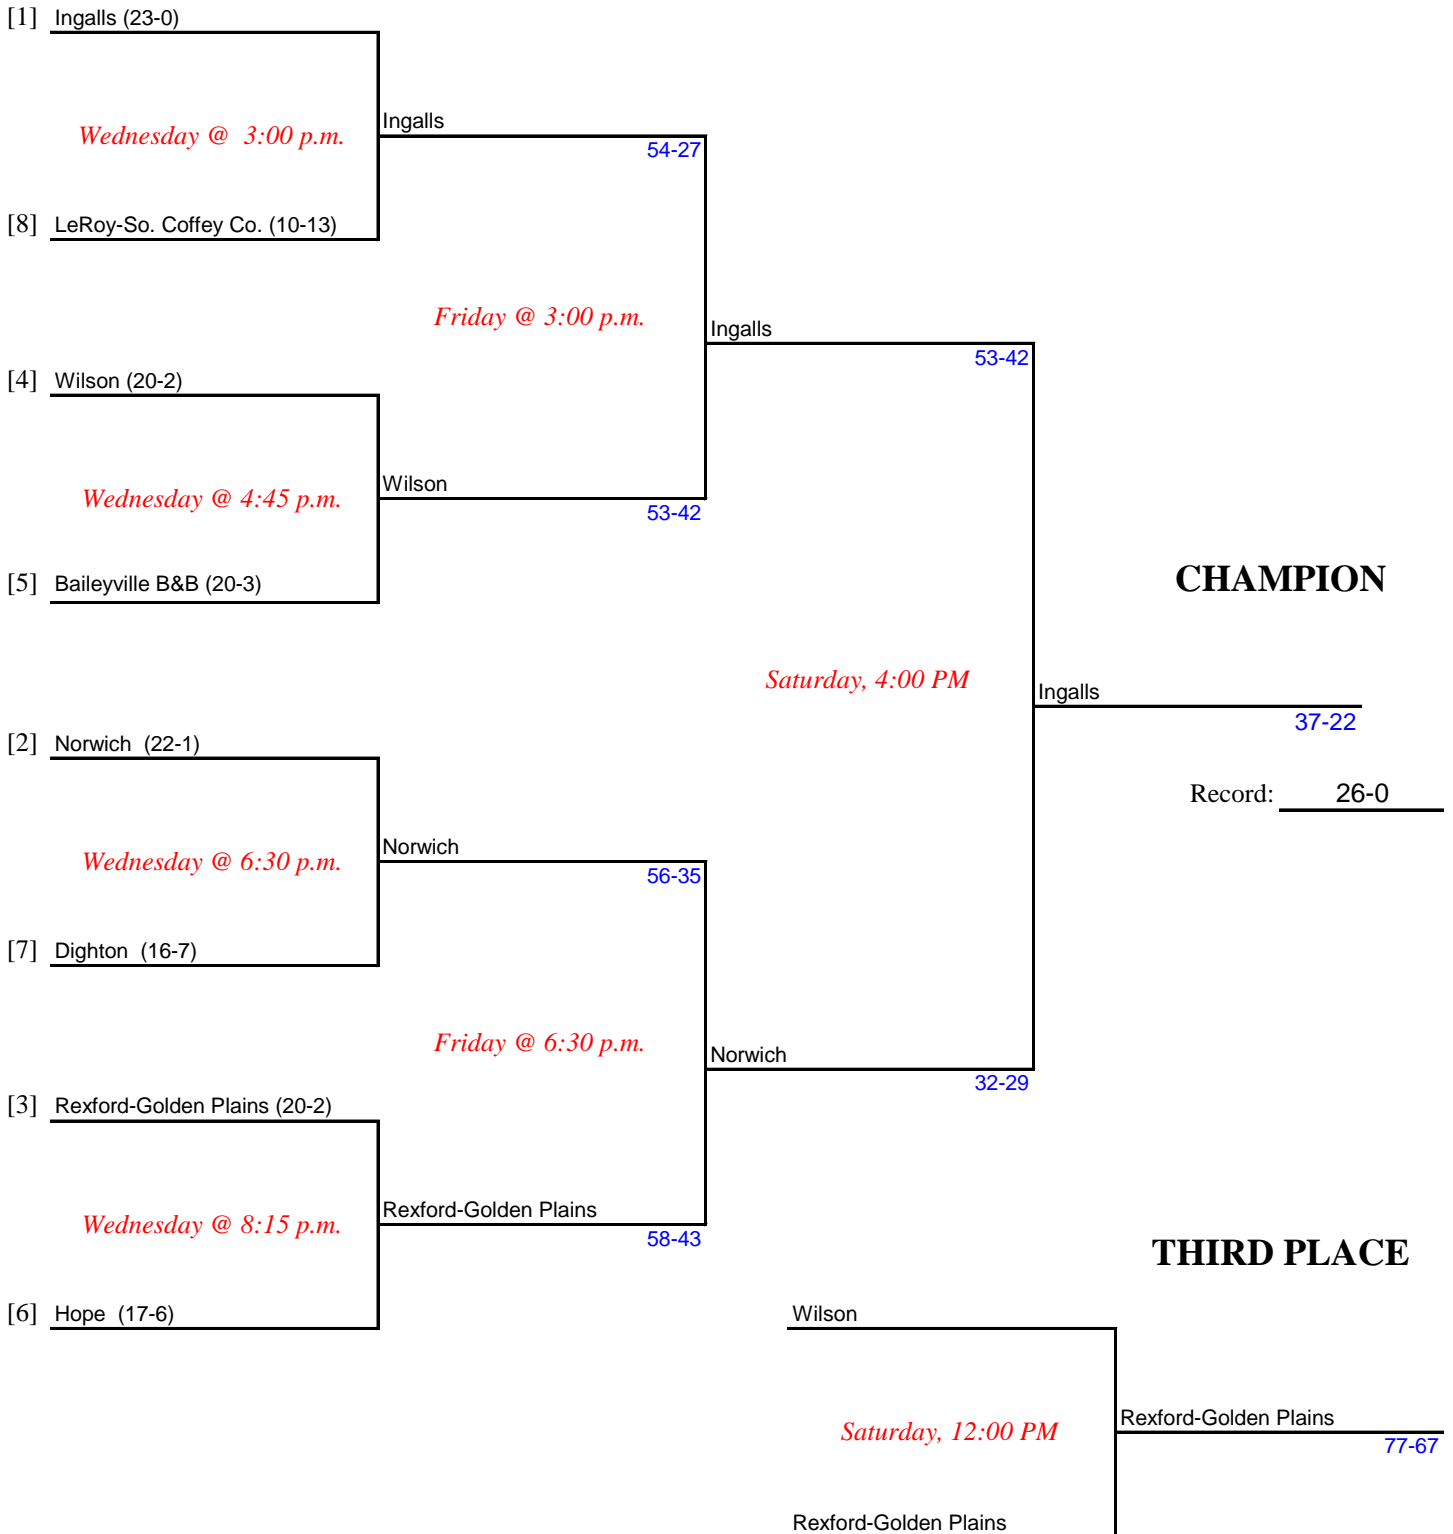 [1] Ingalls (23-0)
Wednesday @ 3:00 p.m.
Ingalls
54-27
[8] LeRoy-So. Coffey Co. (10-13)
Friday @ 3:00 p.m.
Ingalls
53-42
[4] Wilson (20-2)
Wednesday @ 4:45 p.m.
Wilson
53-42
[5] Baileyville B&B (20-3)
CHAMPION
Saturday, 4:00 PM
Ingalls
37-22
Record: 26-0
[2] Norwich (22-1)
Wednesday @ 6:30 p.m.
Norwich
56-35
[7] Dighton (16-7)
Friday @ 6:30 p.m.
Norwich
32-29
[3] Rexford-Golden Plains (20-2)
Wednesday @ 8:15 p.m.
Rexford-Golden Plains
58-43
[6] Hope (17-6)
THIRD PLACE
Wilson
Saturday, 12:00 PM
Rexford-Golden Plains
77-67
Rexford-Golden Plains